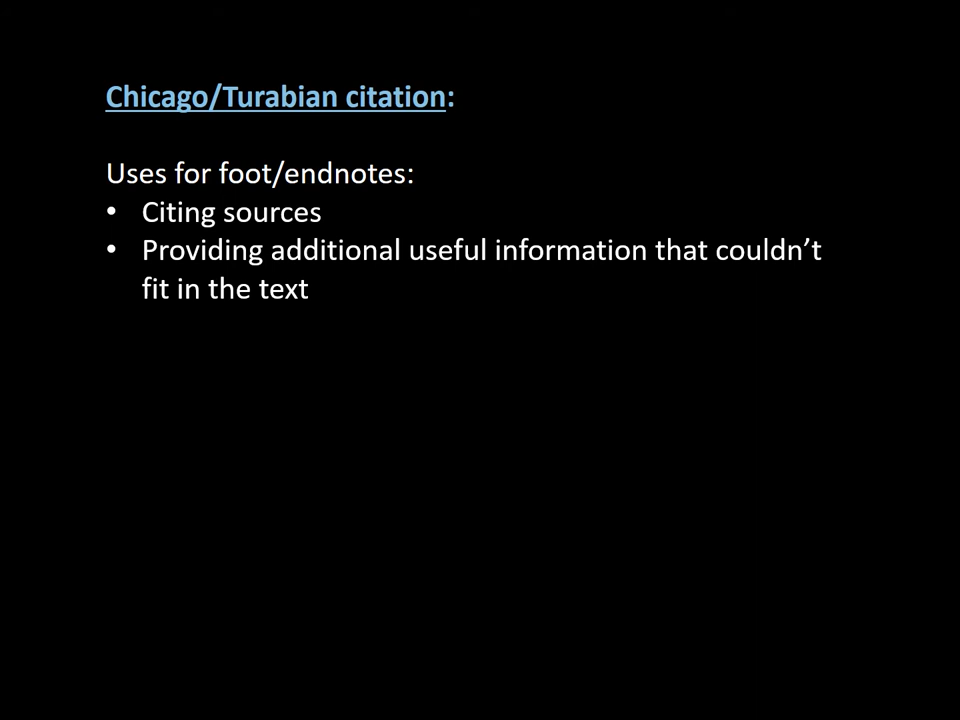 Chicago/Turabian citation:
Uses for foot/endnotes:
• Citing sources
• Providing additional useful information that couldn’t
fit in the text